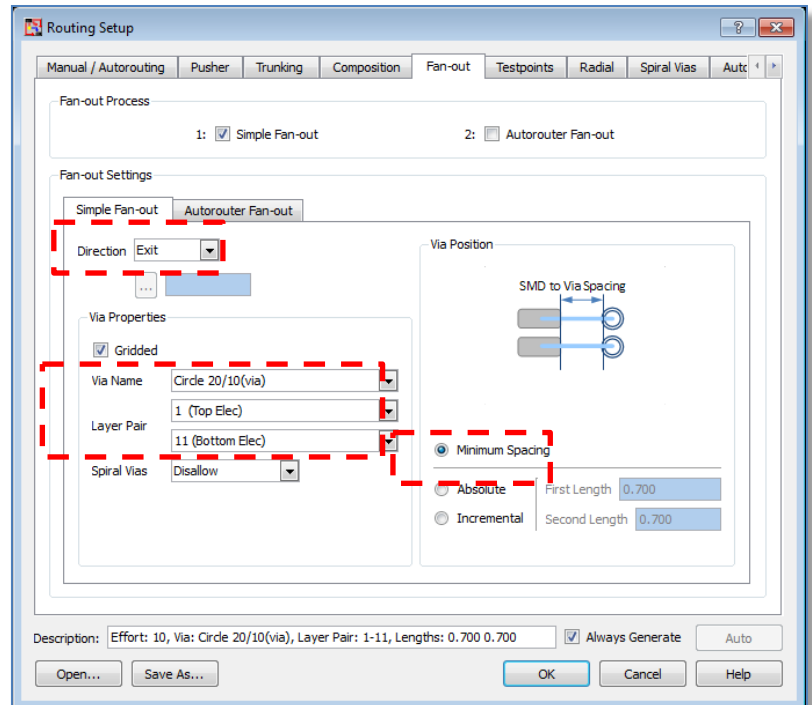 Routing Setup
Manual / Autorouting Pusher Trunking Composition Fan-out Testpoints Radial Spiral Vias
Fan-out Process
1: Simple Fan-out 2: Autorouter Fan-out
Fan-out Settings
Simple Fan-out Autorouter Fan-out
Direction Exit
...
Via Properties
Gridded
Via Name Circle 20/10(via)
Layer Pair
1 (Top Elec)
11 (Bottom Elec)
Spiral Vias Disallow
Via Position
SMD to Via Spacing
Minimum Spacing
Absolute First Length 0.700
Incremental Second Length 0.700
Description: Effort: 10, Via: Circle 20/10(via), Layer Pair: 1-11, Lengths: 0.700 0.700 Always Generate Auto
Open... Save As... OK Cancel Help